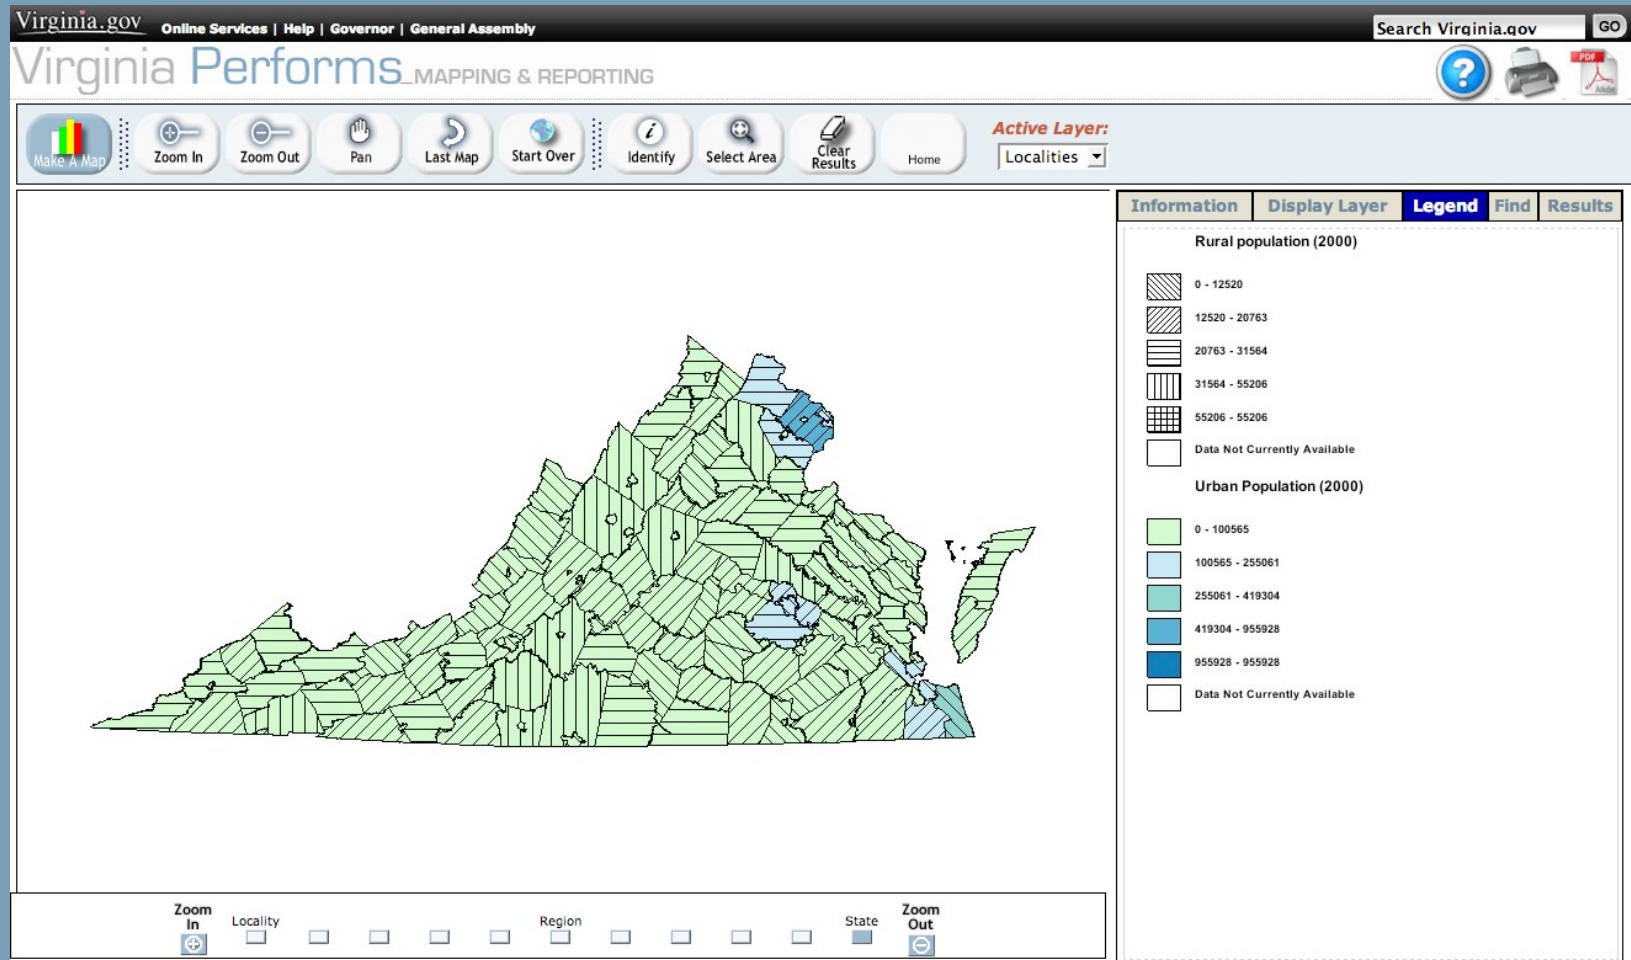 Virginia.gov Online Services | Help | Governor | General Assembly
Search Virginia.gov GO
Virginia Performs_MAPPING & REPORTING
?
PDF
Adobe
Make A Map
Zoom In
Zoom Out
Pan
Last Map
Start Over
i
Identify
Select Area
Clear
Results
Home
Active Layer:
Localities
Information Display Layer Legend Find Results
Rural population (2000)
0 - 12520
12520 - 20763
20763 - 31564
31564 - 55206
55206 - 55206
Data Not Currently Available
Urban Population (2000)
0 - 100565
100565 - 255061
255061 - 419304
419304 - 955928
955928 - 955928
Data Not Currently Available
Zoom
In
Locality
Region
State
Zoom
Out